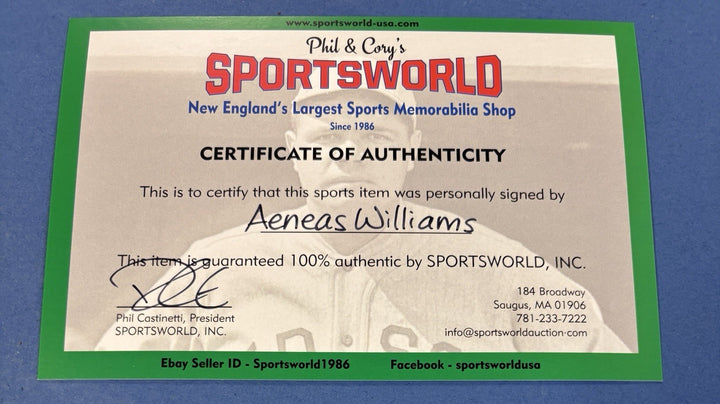 www.sportsworld-usa.com
Phil & Cory's
SPORTSWORLD
New England's Largest Sports Memorabilia Shop
Since 1986
CERTIFICATE OF AUTHENTICITY
This is to certify that this sports item was personally signed by
Aeneas Williams
This item is guaranteed 100% authentic by SPORTSWORLD, INC.
Phil Castinetti, President
SPORTSWORLD, INC.
184 Broadway
Saugus, MA 01906
781-233-7222
info@sportsworldauction.com
Ebay Seller ID - Sportsworld1986
Facebook - sportsworldusa